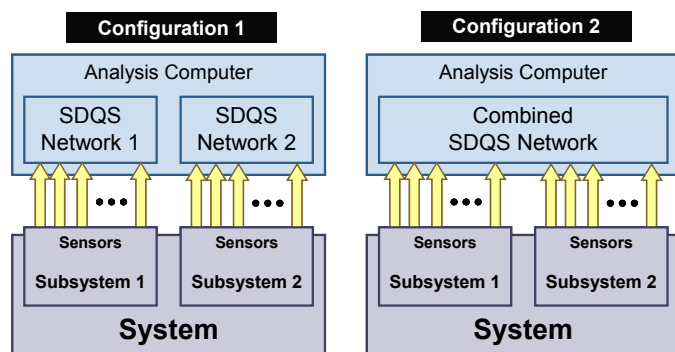 Configuration 1
Analysis Computer
SDQS
Network 1
SDQS
Network 2
Sensors
Subsystem 1
Sensors
Subsystem 2
System
Configuration 2
Analysis Computer
Combined
SDQS Network
Sensors
Subsystem 1
Sensors
Subsystem 2
System